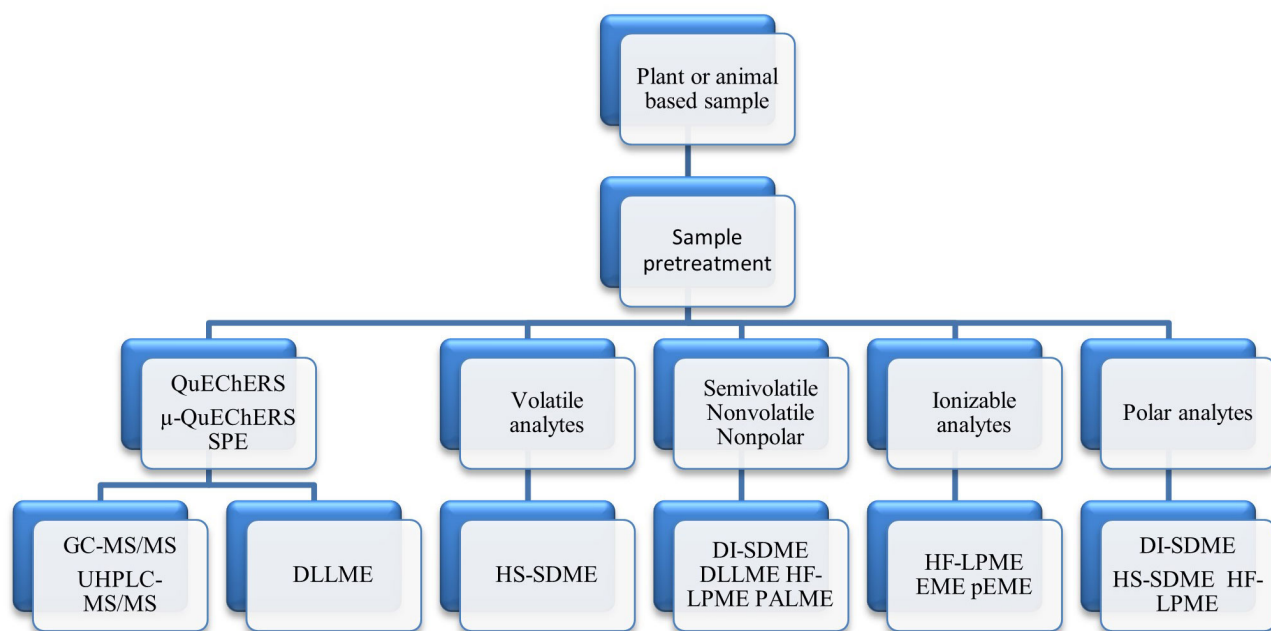 Plant or animal
based sample
Sample
pretreatment
QuEChERS
µ-QuEChERS
SPE
Volatile
analytes
Semivolatile
Nonvolatile
Nonpolar
Ionizable
analytes
Polar analytes
GC-MS/MS
UHPLC-
MS/MS
DLLME
HS-SDME
DI-SDME
DLLME HF-
LPME PALME
HF-LPME
EME pEME
DI-SDME
HS-SDME HF-
LPME